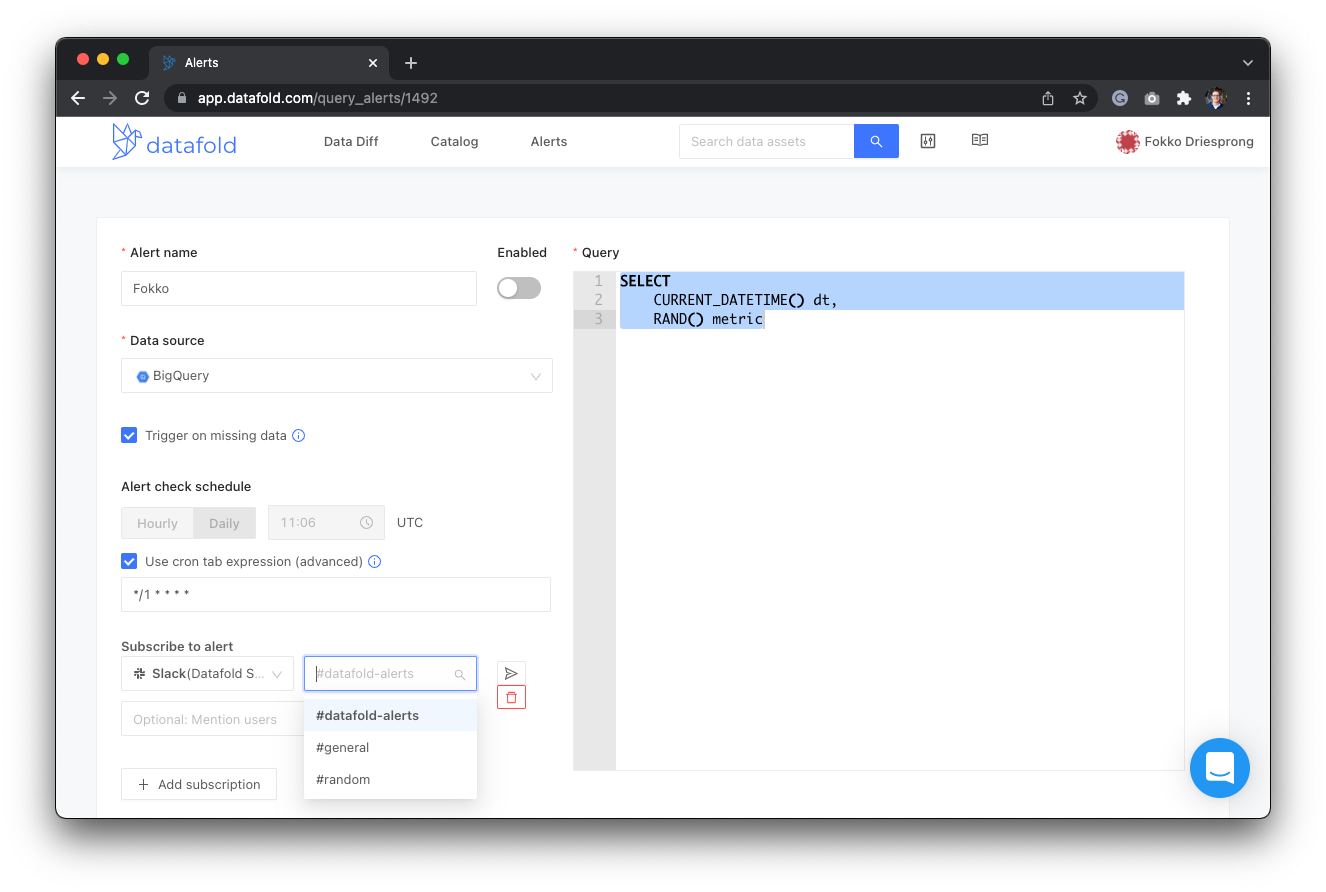 Alerts
app.datafold.com/query_alerts/1492
datafold
Data Diff
Catalog
Alerts
Search data assets
Fokko Driesprong
* Alert name
Enabled
* Query
Fokko
1 SELECT
2 CURRENT_DATETIME() dt,
3 RAND() metric
* Data source
BigQuery
Trigger on missing data
Alert check schedule
Hourly
Daily
11:06
UTC
Use cron tab expression (advanced)
*/1 * * * *
Subscribe to alert
Slack(Datafold S...
#datafold-alerts
Optional: Mention users
#datafold-alerts
#general
#random
+ Add subscription